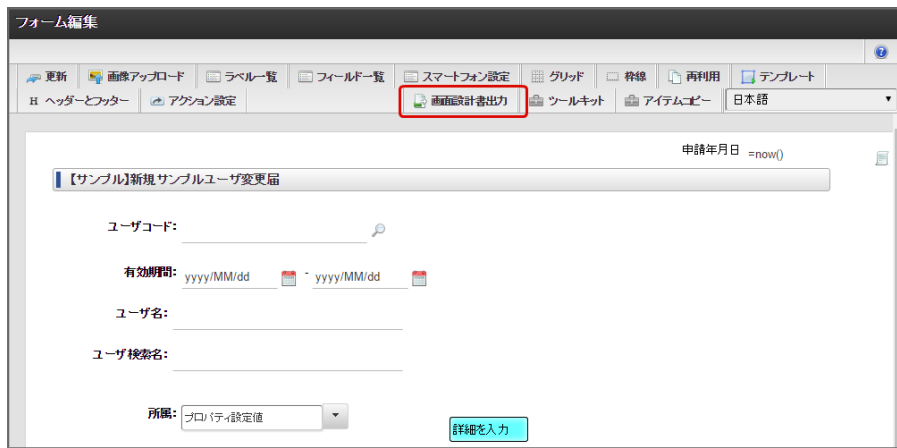 フォーム編集
更新 画像アップロード ラベル一覧 フィールド一覧 スマートフォン設定 グリッド 枠線 再利用 テンプレート
H ヘッダーとフッター アクション設定 画面設計書出力 ツールキット アイテムコピー 日本語
申請年月日 =now()
【サンプル】新規サンプルユーザ変更届
ユーザコード:
有効期間: yyyy/MM/dd - yyyy/MM/dd
ユーザ名:
ユーザ検索名:
所属: プロパティ設定値
詳細を入力